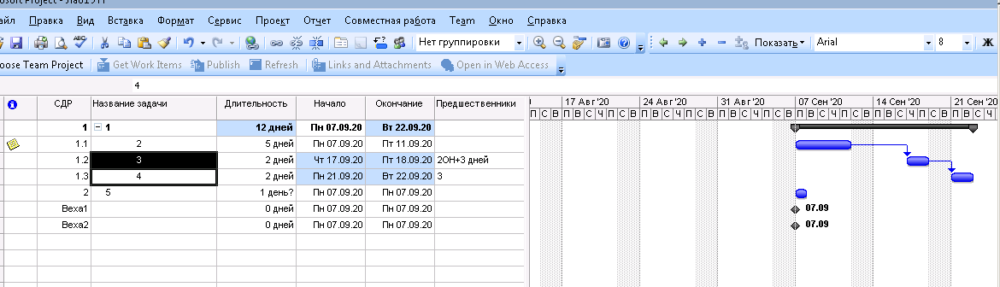 osoft Project - Лаб1511
айл Правка Вид Вставка Формат Сервис Проект Отчет Совместная работа Team Окно Справка
Нет группировки Показать Arial 8 Ж
oose Team Project Get Work Items Publish Refresh Links and Attachments Open in Web Access
4
СДР Название задачи Длительность Начало Окончание Предшественники 17 Авг '20 24 Авг '20 31 Авг '20 07 Сен '20 14 Сен '20 21 Сен '20
П С В П В С Ч П С В П В С Ч П С В П В С Ч П С В П В С Ч П С В П В С Ч П С В П В С Ч
1 1 12 дней Пн 07.09.20 Вт 22.09.20
1.1 2 5 дней Пн 07.09.20 Пт 11.09.20
1.2 3 2 дней Чт 17.09.20 Пт 18.09.20 2ОН+3 дней
1.3 4 2 дней Пн 21.09.20 Вт 22.09.20 3
2 5 1 день? Пн 07.09.20 Пн 07.09.20
Веха1 0 дней Пн 07.09.20 Пн 07.09.20 07.09
Веха2 0 дней Пн 07.09.20 Пн 07.09.20 07.09